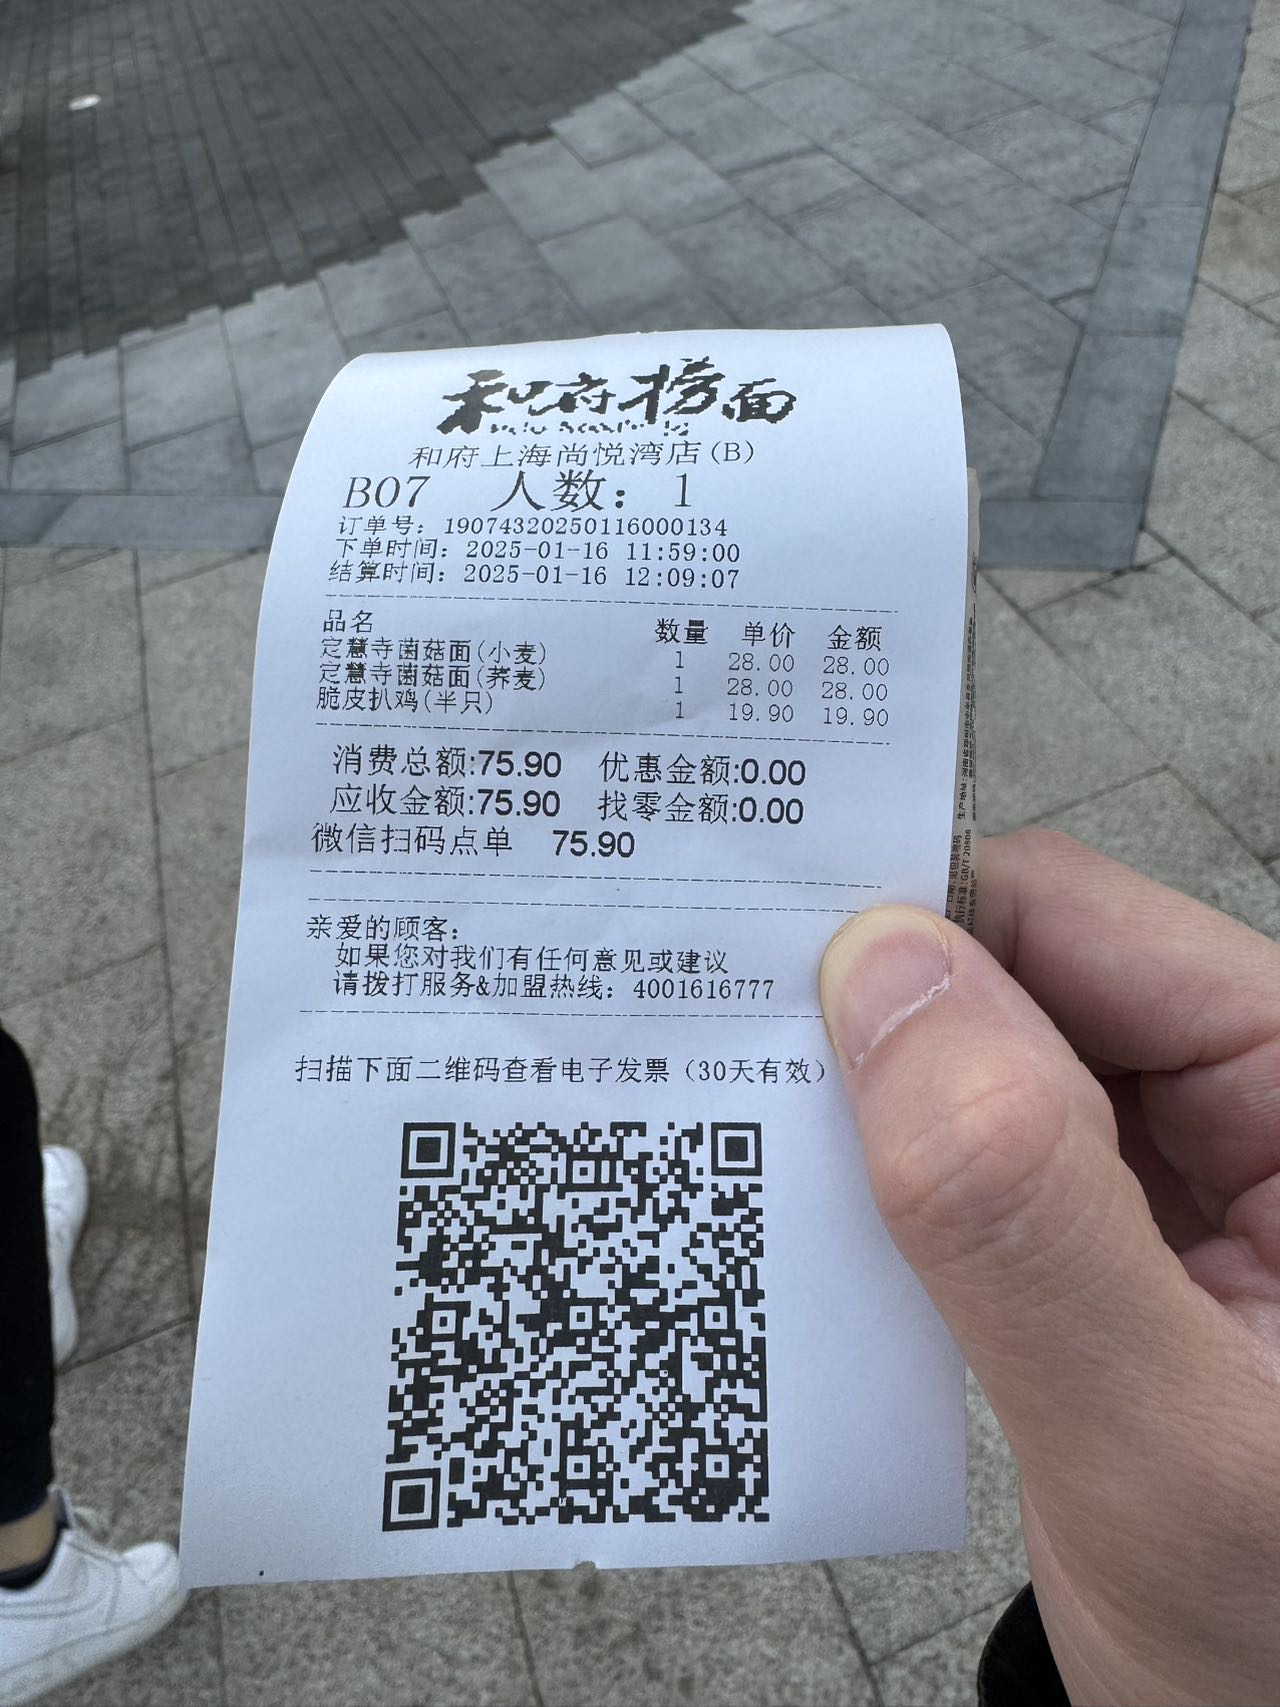 和府捞面
和府上海尚悦湾店(B)
B07 人数： 1
订单号：19074320250116000134
下单时间：2025-01-16 11:59:00
结算时间：2025-01-16 12:09:07
品名 数量 单价 金额
定慧寺菌菇面(小麦) 1 28.00 28.00
定慧寺菌菇面(荞麦) 1 28.00 28.00
脆皮扒鸡(半只) 1 19.90 19.90
消费总额:75.90 优惠金额:0.00
应收金额:75.90 找零金额:0.00
微信扫码点单 75.90
亲爱的顾客：
如果您对我们有任何意见或建议
请拨打服务&加盟热线：4001616777
扫描下面二维码查看电子发票（30天有效）